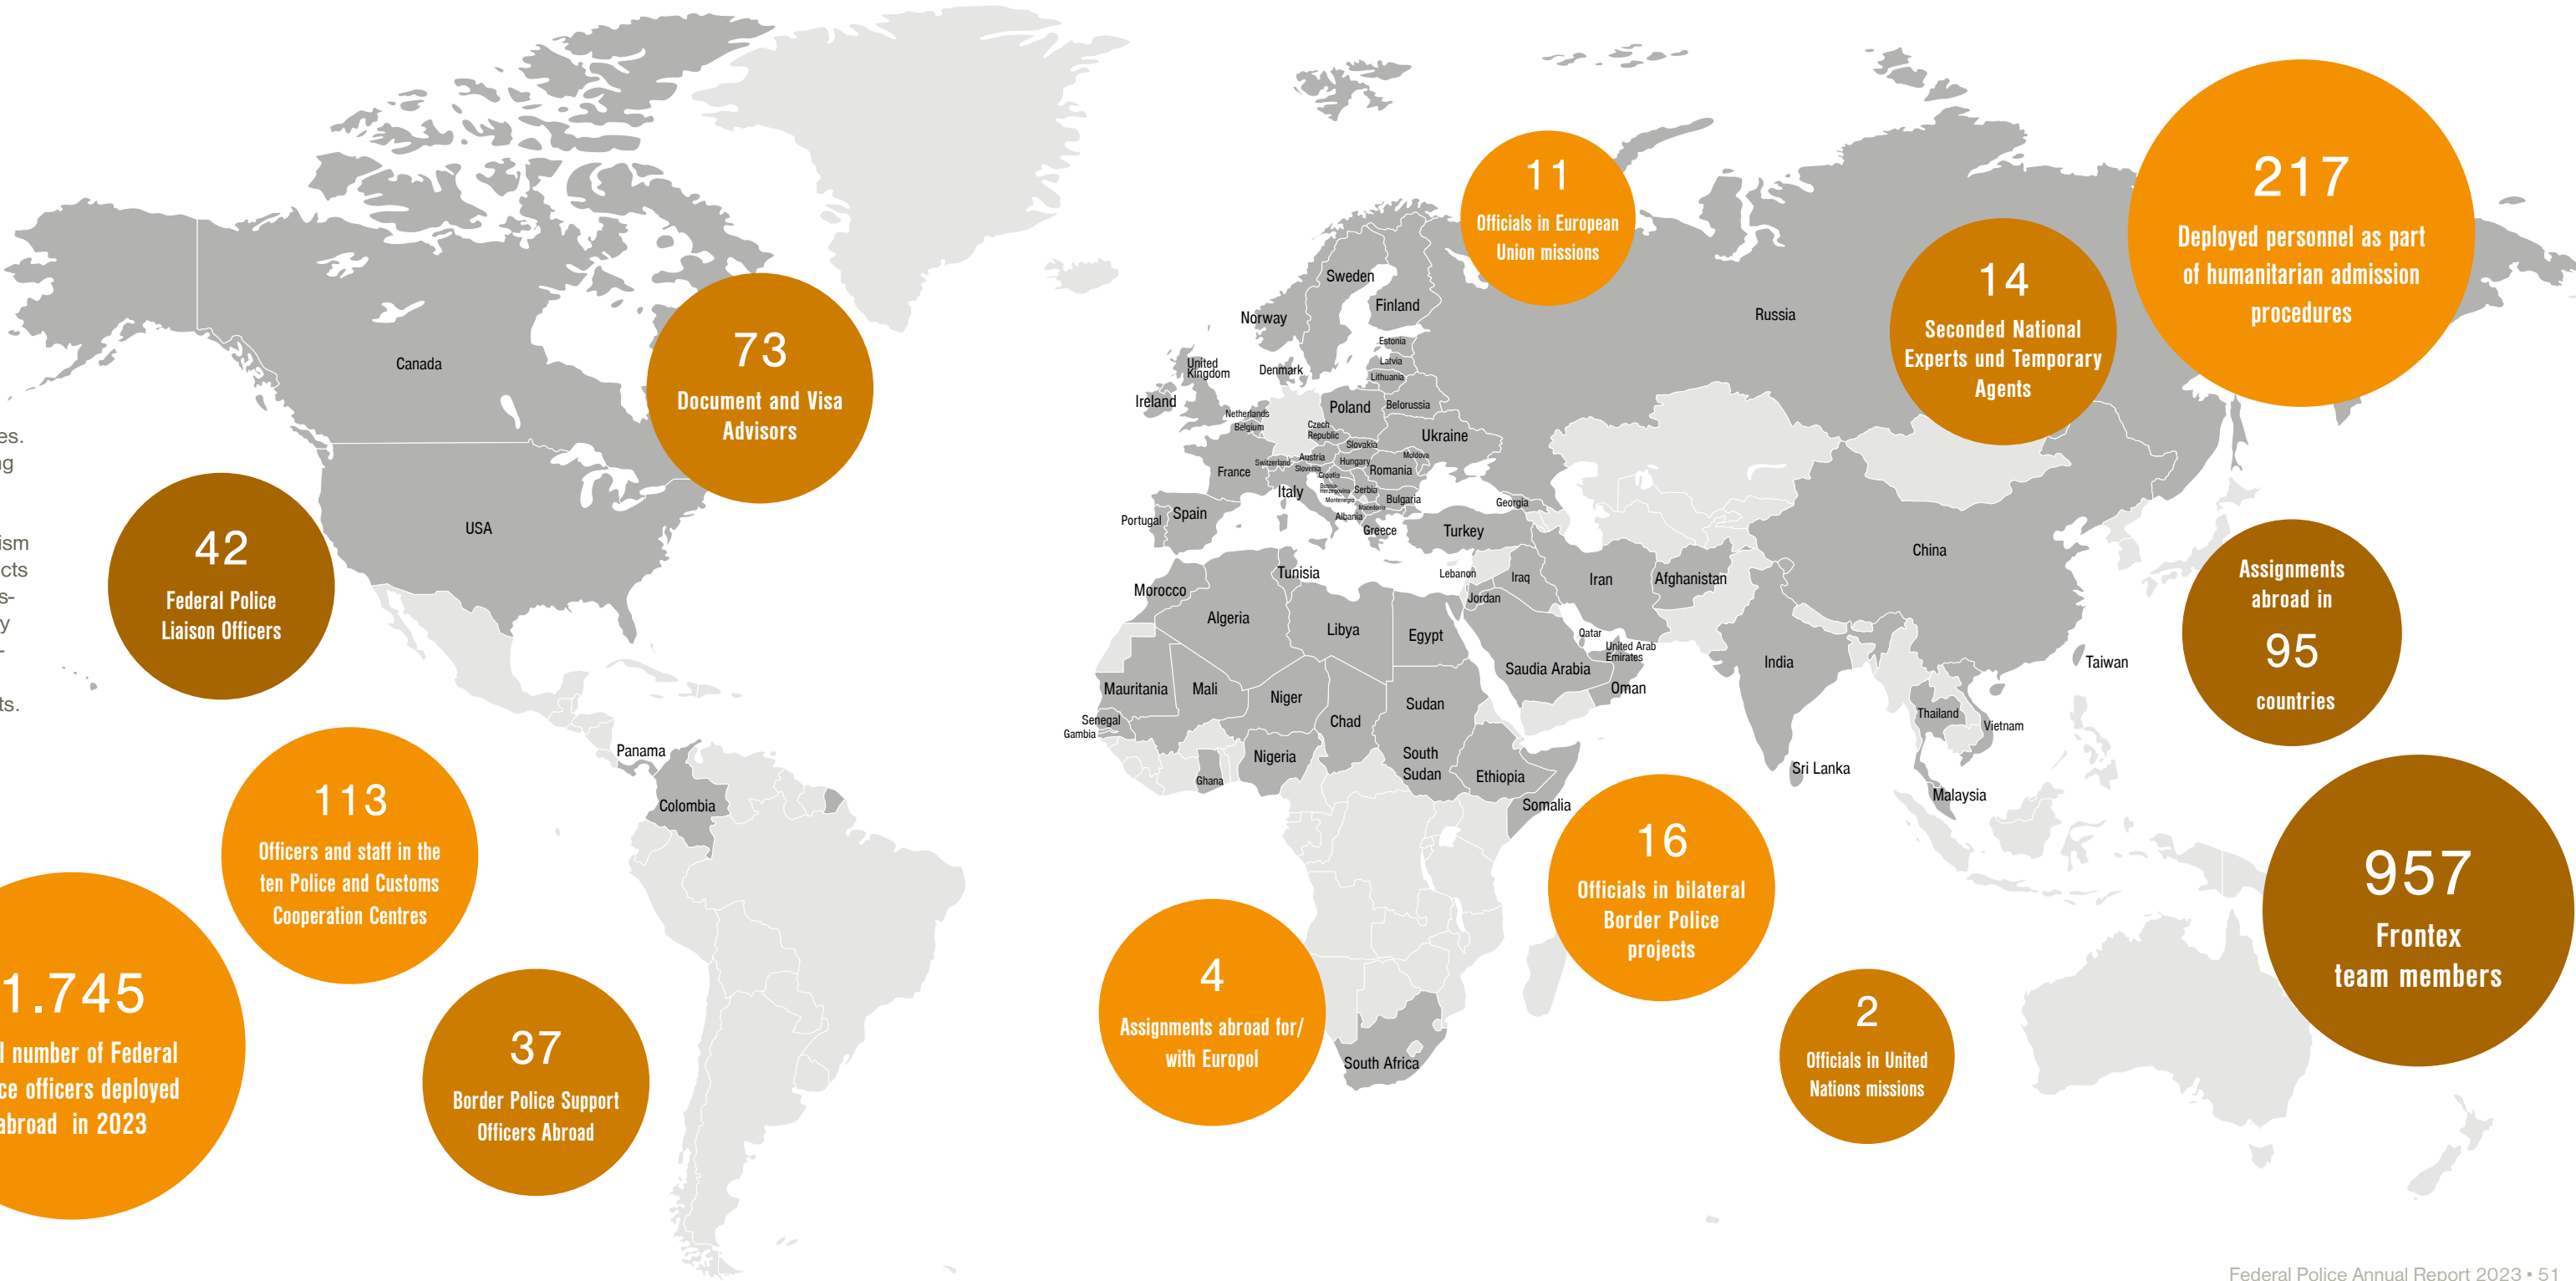 es.
ng
ism
cts
s-
y
-
ts.
42
Federal Police
Liaison Officers
73
Document and Visa
Advisors
113
Officers and staff in the
ten Police and Customs
Cooperation Centres
1.745
l number of Federal
ce officers deployed
abroad in 2023
37
Border Police Support
Officers Abroad
11
Officials in European
Union missions
14
Seconded National
Experts und Temporary
Agents
217
Deployed personnel as part
of humanitarian admission
procedures
Assignments
abroad in
95
countries
957
Frontex
team members
16
Officials in bilateral
Border Police
projects
4
Assignments abroad for/
with Europol
2
Officials in United
Nations missions
Canada
USA
Panama
Colombia
Sweden
Finland
Norway
Russia
Estonia
Latvia
Lithuania
United
Kingdom
Denmark
Ireland
Netherlands
Belgium
Poland
Belorussia
Czech
Republic
Slovakia
Ukraine
France
Switzerland
Austria
Slovenia
Hungary
Moldova
Romania
Croatia
Italy
Bosna-
Herzegovina
Serbia
Montenegro
Bulgaria
Macedonia
Albania
Greece
Portugal
Spain
Georgia
Turkey
Morocco
Tunisia
Algeria
Libya
Egypt
Lebanon
Jordan
Iraq
Iran
Afghanistan
Qatar
United Arab
Emirates
Saudia Arabia
Oman
China
India
Taiwan
Thailand
Vietnam
Sri Lanka
Malaysia
Mauritania
Mali
Niger
Chad
Sudan
Senegal
Gambia
Ghana
Nigeria
South
Sudan
Ethiopia
Somalia
South Africa
Federal Police Annual Report 2023 ▪ 51